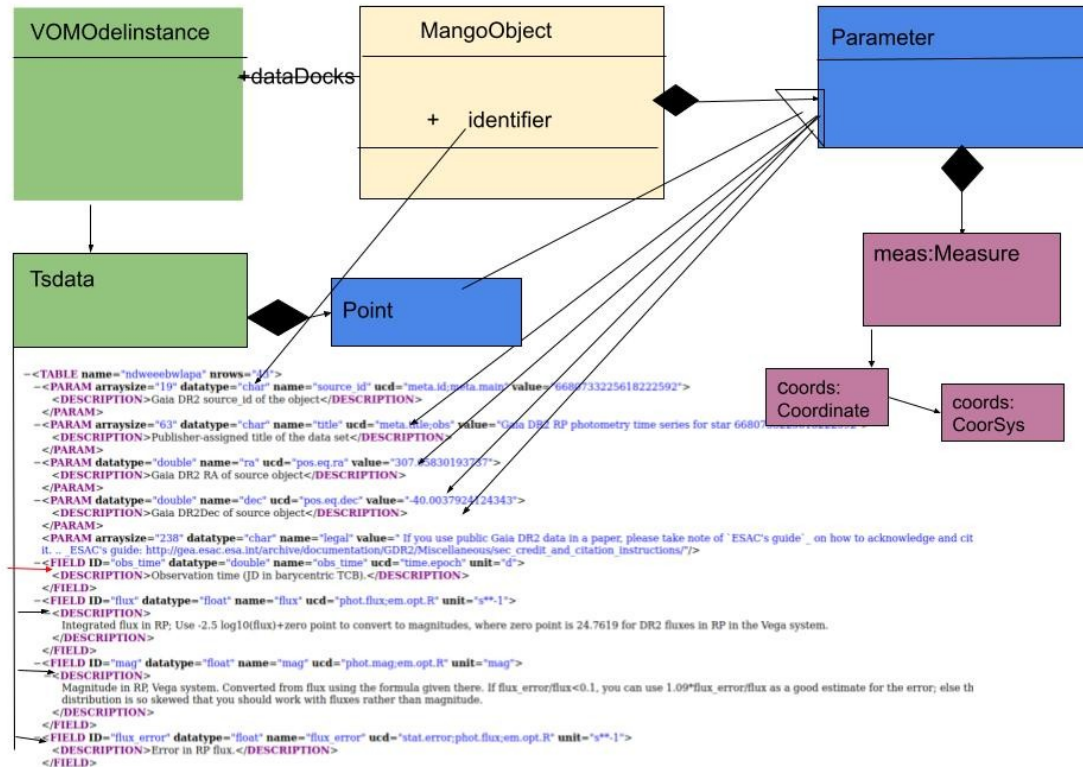 VOMOdelinstance
MangoObject
Parameter
+dataDocks
+ identifier
meas:Measure
Tsdata
Point
coords:
Coordinate
coords:
CoorSys
−<TABLE name="ndweeebwlapa" nrows="43">
−<PARAM arraysize="19" datatype="char" name="source_id" ucd="meta.id;meta.main" value="6680733225618222592">
<DESCRIPTION>Gaia DR2 source_id of the object</DESCRIPTION>
</PARAM>
−<PARAM arraysize="63" datatype="char" name="title" ucd="meta.title;obs" value="Gaia DR2 RP photometry time series for star
<DESCRIPTION>Publisher-assigned title of the data set</DESCRIPTION>
</PARAM>
−<PARAM datatype="double" name="ra" ucd="pos.eq.ra"
<DESCRIPTION>Gaia DR2 RA of source object</DESCRIPTION>
</PARAM>
−<PARAM datatype="double" name="dec" ucd="pos.eq.dec" value="-40.0037924124343">
<DESCRIPTION>Gaia DR2Dec of source object</DESCRIPTION>
</PARAM>
<PARAM arraysize="238" datatype="char" name="legal" value=" If you use public Gaia DR2 data in a paper, please take note of `ESAC's guide`_ on how to acknowledge and cit
it. .. _ESAC's guide: http://gea.esac.esa.int/archive/documentation/GDR2/Miscellaneous/sec_credit_and_citation_instructions/"/>
−<FIELD ID="obs_time" datatype="double" name="obs_time" ucd="time.epoch" unit="d">
<DESCRIPTION>Observation time (JD in barycentric TCB).</DESCRIPTION>
</FIELD>
−<FIELD ID="flux" datatype="float" name="flux" ucd="phot.flux;em.opt.R" unit="s**-1">
−<DESCRIPTION>
Integrated flux in RP; Use -2.5 log10(flux)+zero point to convert to magnitudes, where zero point is 24.7619 for DR2 fluxes in RP in the Vega system.
</DESCRIPTION>
</FIELD>
−<FIELD ID="mag" datatype="float" name="mag" ucd="phot.mag;em.opt.R" unit="mag">
−<DESCRIPTION>
Magnitude in RP, Vega system. Converted from flux using the formula given there. If flux_error/flux<0.1, you can use 1.09*flux_error/flux as a good estimate for the error; else th
distribution is so skewed that you should work with fluxes rather than magnitude.
</DESCRIPTION>
</FIELD>
−<FIELD ID="flux_error" datatype="float" name="flux_error" ucd="stat.error;phot.flux;em.opt.R" unit="s**-1">
<DESCRIPTION>Error in RP flux.</DESCRIPTION>
</FIELD>